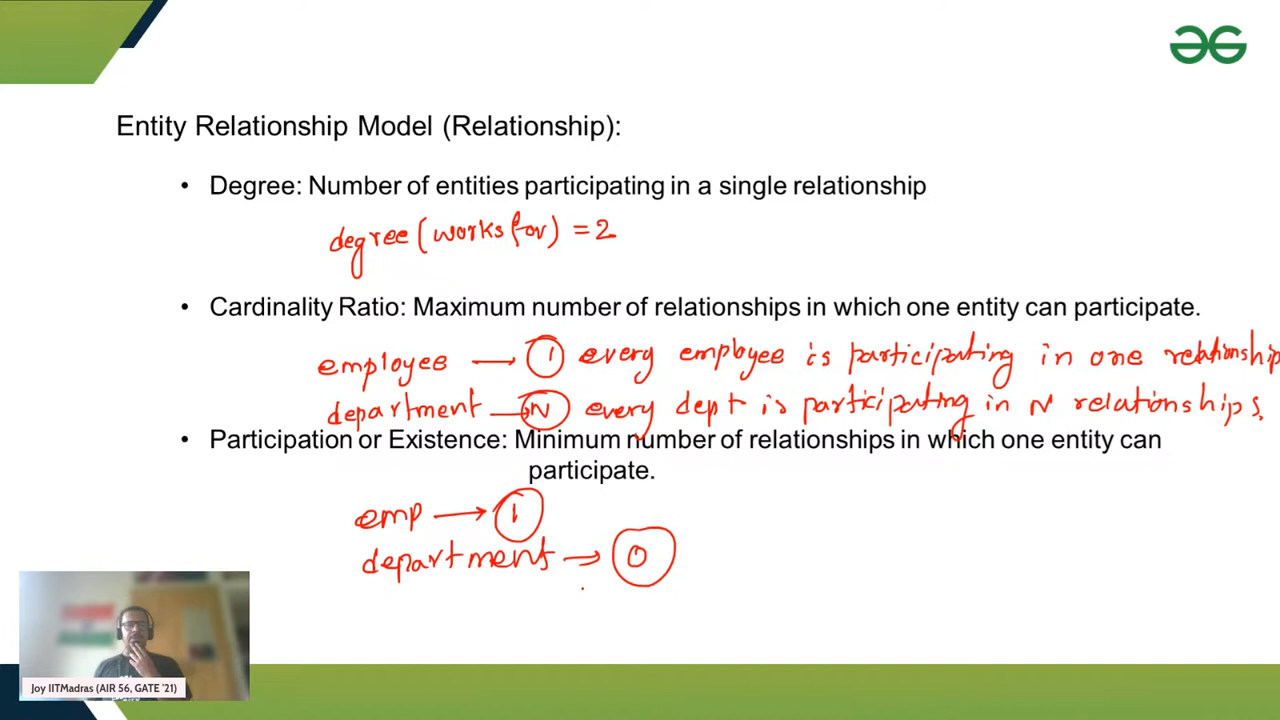 Entity Relationship Model (Relationship):
• Degree: Number of entities participating in a single relationship
degree (works for) = 2
• Cardinality Ratio: Maximum number of relationships in which one entity can participate.
employee → 1 every employee is participating in one relationship
department → N every dept is participating in N relationships.
• Participation or Existence: Minimum number of relationships in which one entity can
participate.
emp → 1
department → 0
Joy IITMadras (AIR 56, GATE '21)